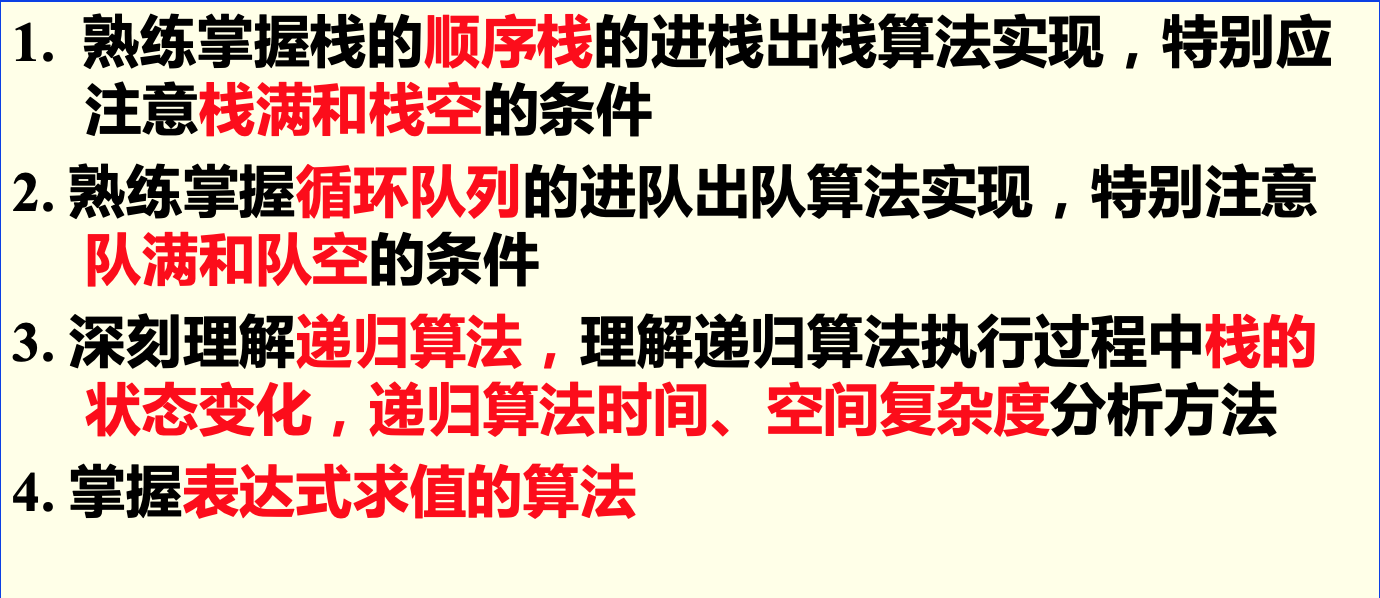 1. 熟练掌握栈的顺序栈的进栈出栈算法实现，特别应
注意栈满和栈空的条件
2. 熟练掌握循环队列的进队出队算法实现，特别注意
队满和队空的条件
3. 深刻理解递归算法，理解递归算法执行过程中栈的
状态变化，递归算法时间、空间复杂度分析方法
4. 掌握表达式求值的算法